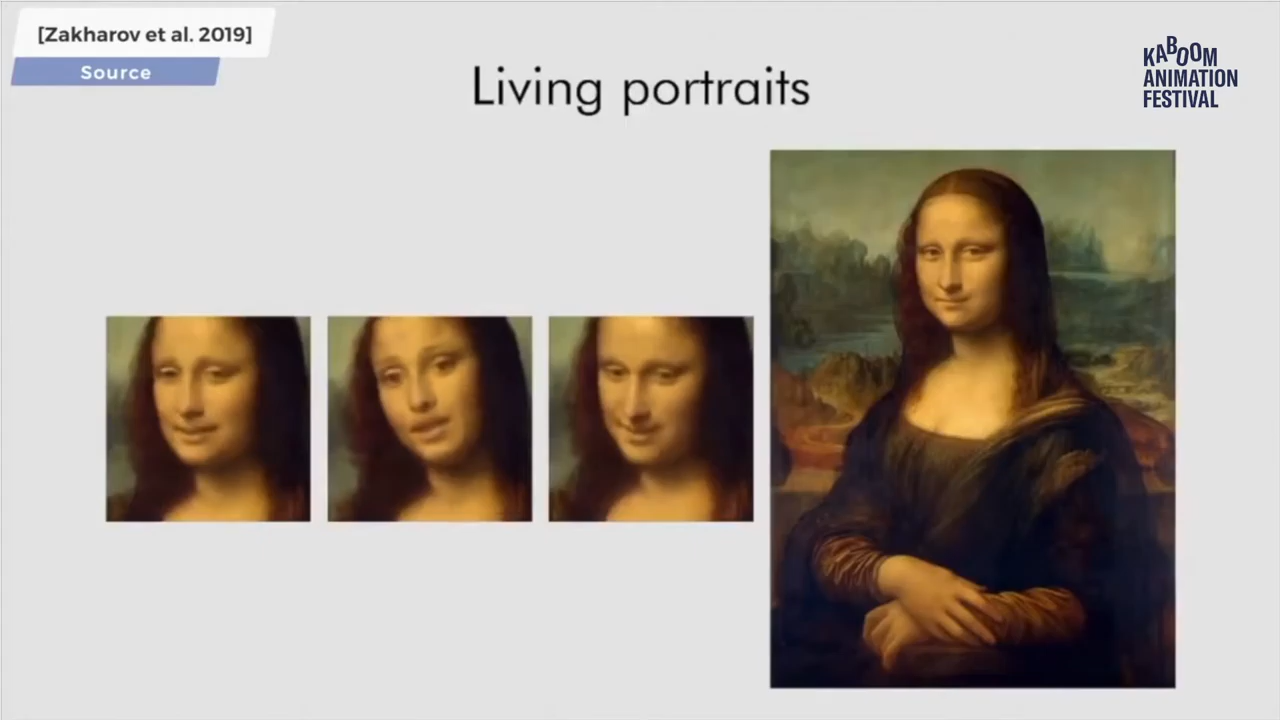 [Zakharov et al. 2019]
Source
Living portraits
KABOOM
ANIMATION
FESTIVAL